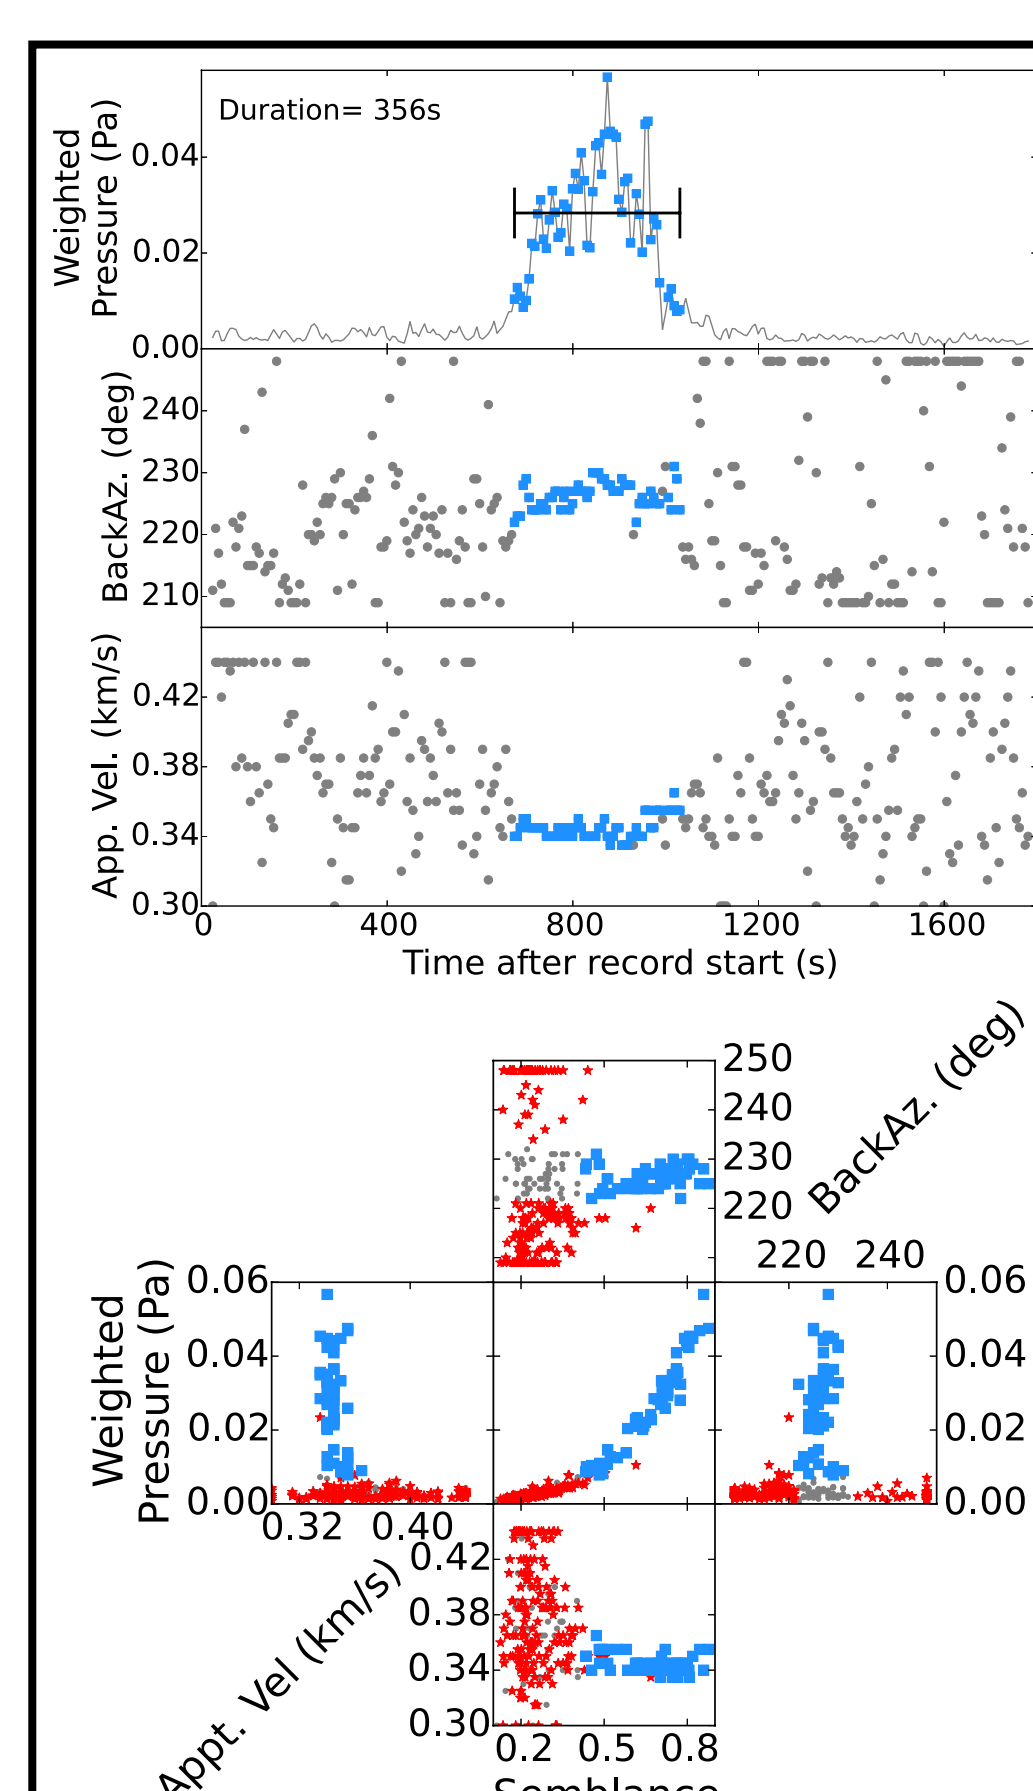 Duration= 356s
Weighted
Pressure (Pa)
0.04
0.02
0.00
BackAz. (deg)
240
230
220
210
App. Vel. (km/s)
0.42
0.38
0.34
0.30
0 400 800 1200 1600
Time after record start (s)
250
240
230
220
BackAz. (deg)
220 240
Weighted
Pressure (Pa)
0.06
0.04
0.02
0.00
0.06
0.04
0.02
0.00
0.32 0.40
Appt. Vel (km/s)
0.42
0.38
0.34
0.30
0.2 0.5 0.8
Semblance